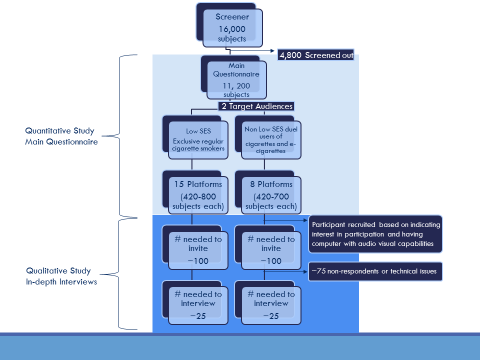 Screener
16,000
subjects
4,800 Screened out
Main
Questionnaire
11, 200
subjects
2 Target Audiences
Quantitative Study
Main Questionnaire
Low SES
Exclusive regular
cigarette smokers
Non Low SES duel
users of
cigarettes and e-
cigarettes
15 Platforms
(420-800
subjects each)
8 Platforms
(420-700
subjects each)
Participant recruited based on indicating
interest in participation and having
computer with audio visual capabilities
Qualitative Study
In-depth Interviews
# needed to
invite
~100
# needed to
invite
~100
~75 non-respondents or technical issues
# needed to
interview
~25
# needed to
interview
~25